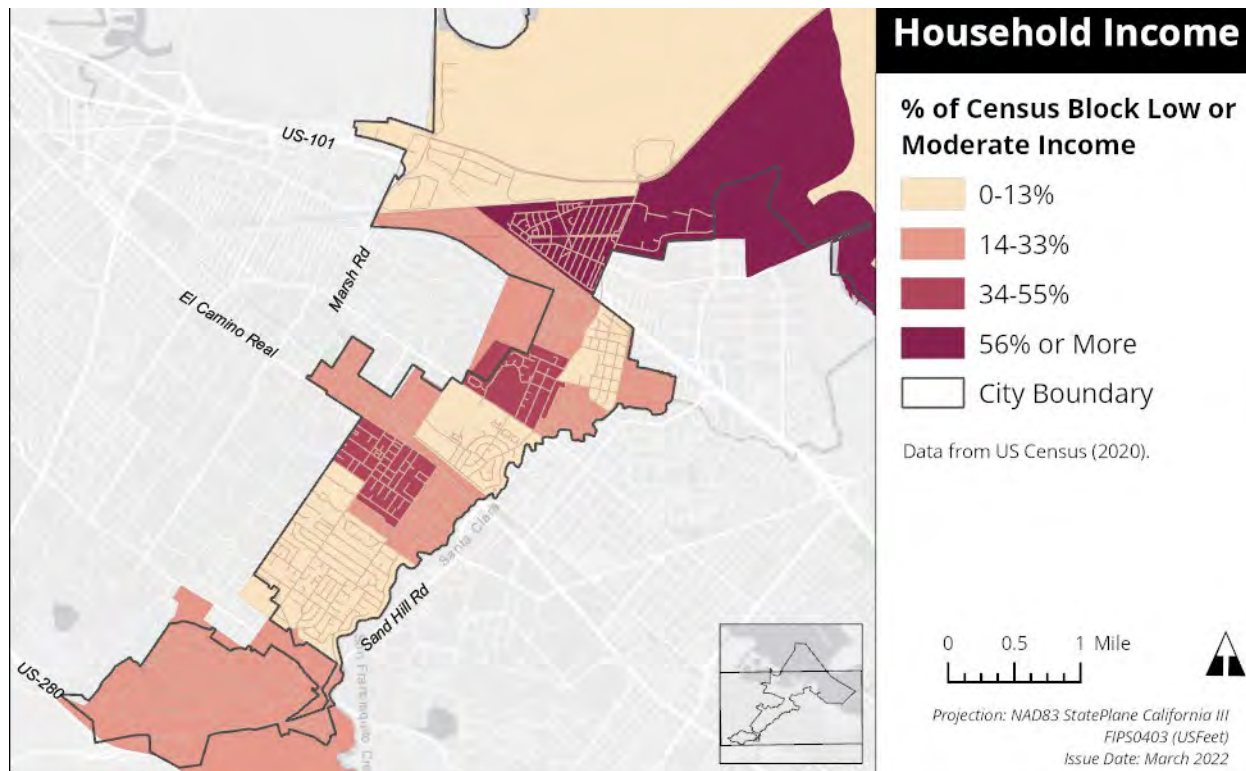 Household Income
% of Census Block Low or
Moderate Income
0-13%
14-33%
34-55%
56% or More
City Boundary
Data from US Census (2020).
0 0.5 1 Mile
Projection: NAD83 StatePlane California III
FIPS0403 (USFeet)
Issue Date: March 2022
US-101
Marsh Rd
El Camino Real
Santa Clara
Sand Hill Rd
US-280